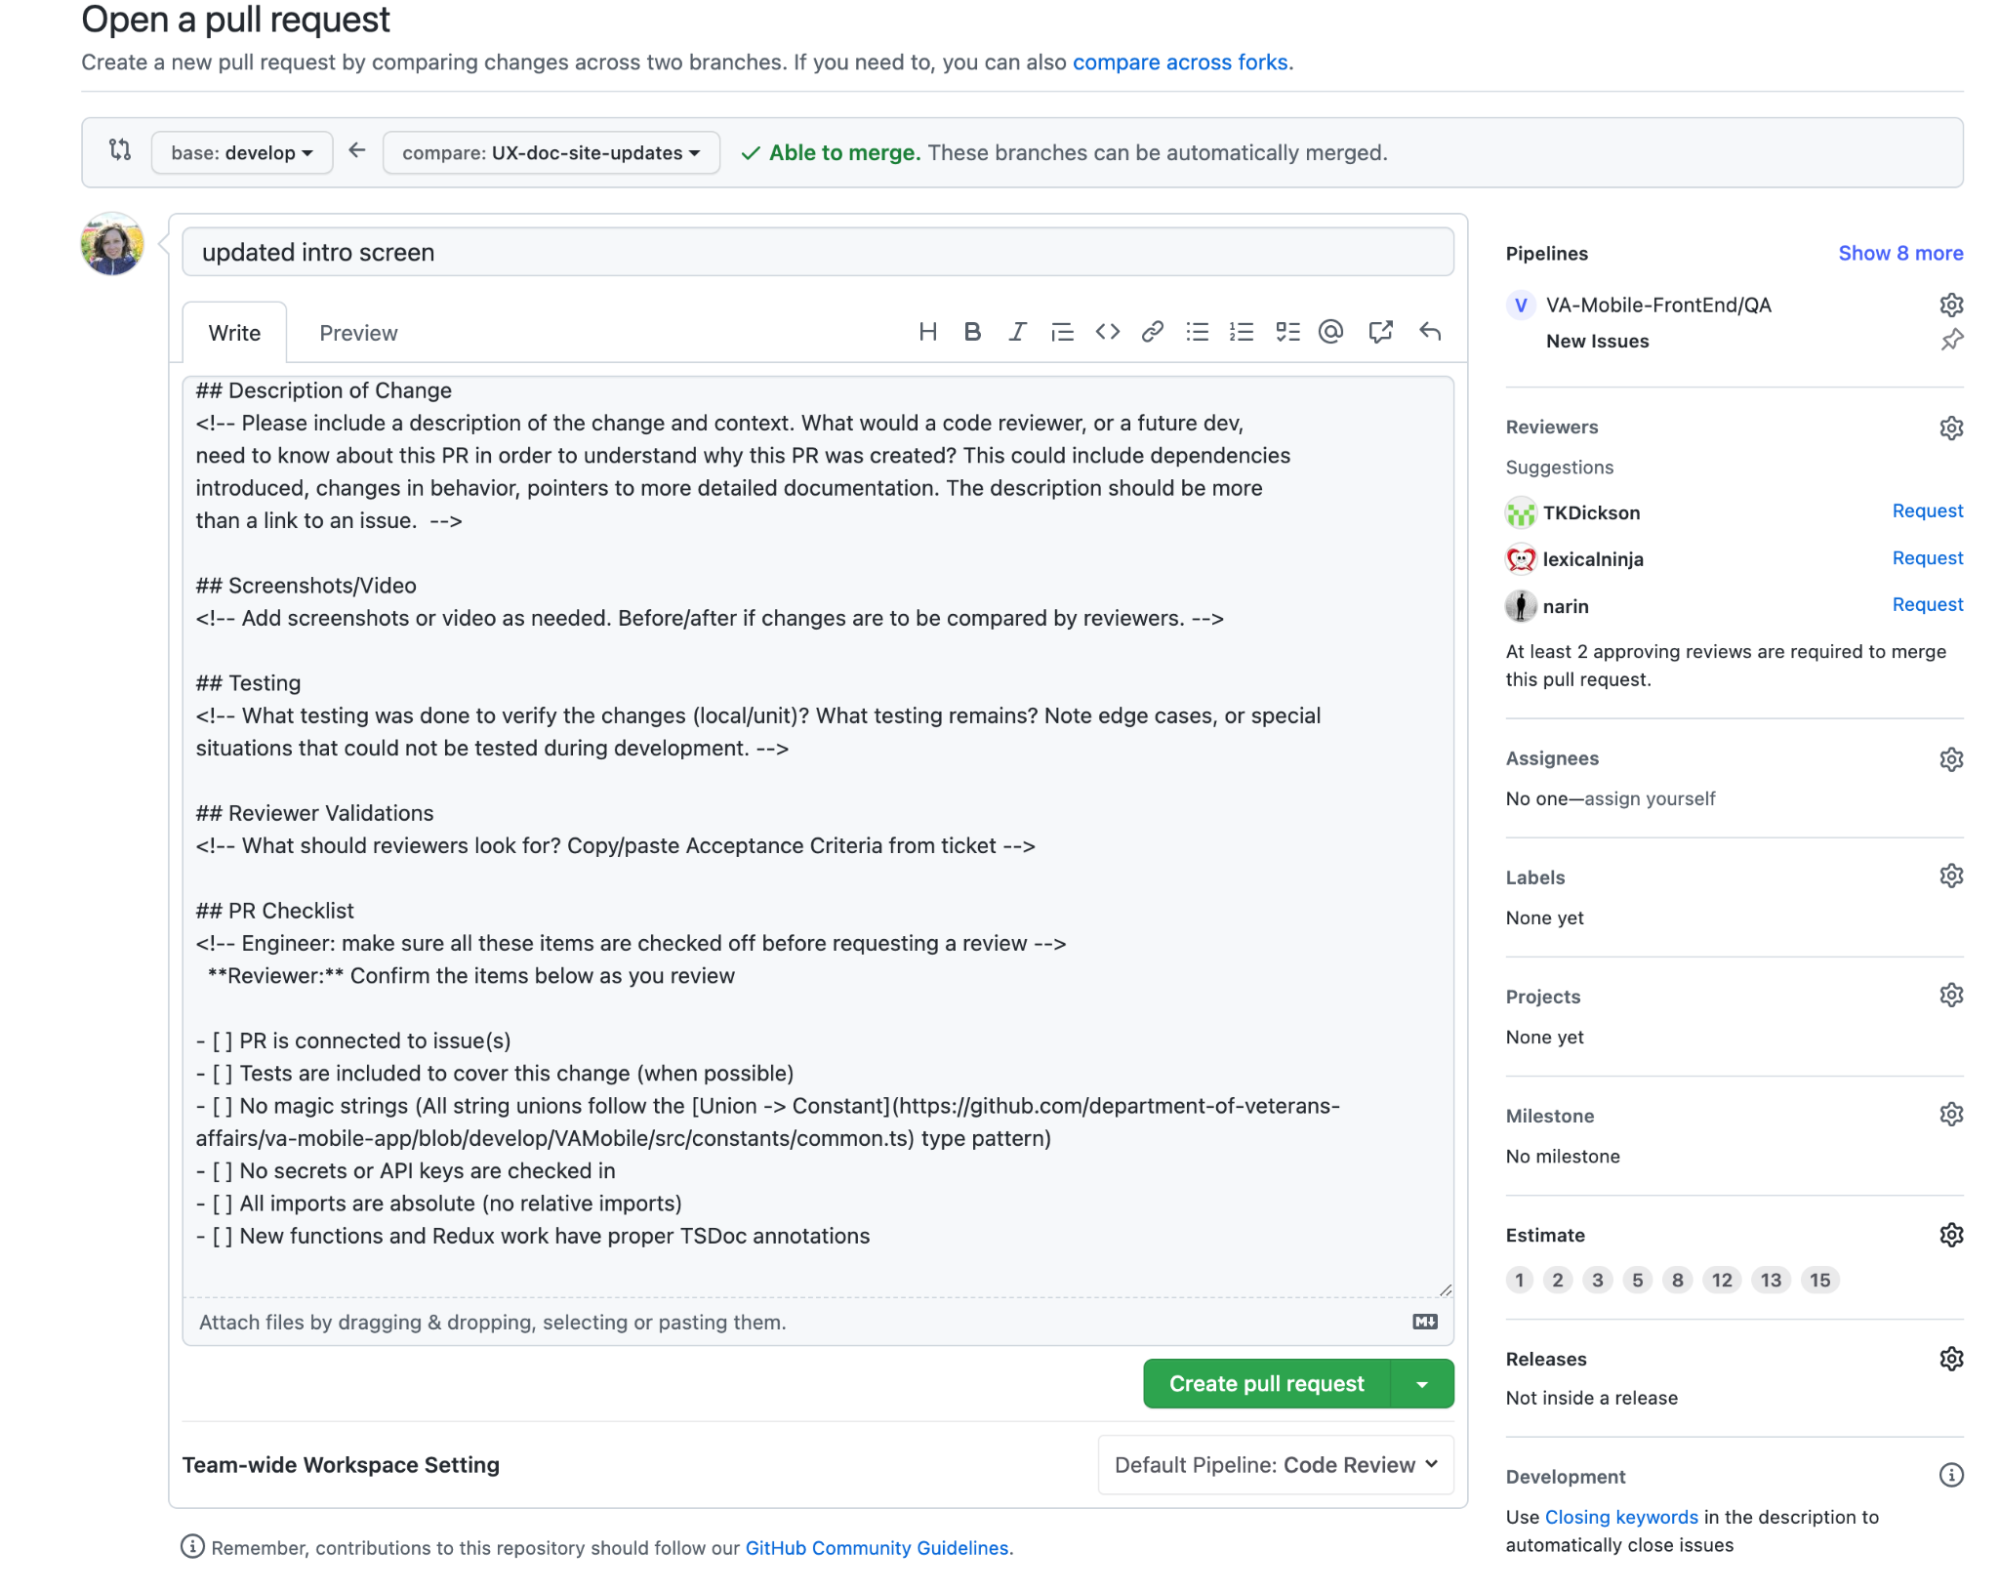 Open a pull request
Create a new pull request by comparing changes across two branches. If you need to, you can also compare across forks.
base: develop
compare: UX-doc-site-updates
Able to merge. These branches can be automatically merged.
updated intro screen
Write
Preview
## Description of Change
<!-- Please include a description of the change and context. What would a code reviewer, or a future dev,
need to know about this PR in order to understand why this PR was created? This could include dependencies
introduced, changes in behavior, pointers to more detailed documentation. The description should be more
than a link to an issue.  -->
## Screenshots/Video
<!-- Add screenshots or video as needed. Before/after if changes are to be compared by reviewers. -->
## Testing
<!-- What testing was done to verify the changes (local/unit)? What testing remains? Note edge cases, or special
situations that could not be tested during development. -->
## Reviewer Validations
<!-- What should reviewers look for? Copy/paste Acceptance Criteria from ticket -->
## PR Checklist
<!-- Engineer: make sure all these items are checked off before requesting a review -->
**Reviewer:** Confirm the items below as you review
- [ ] PR is connected to issue(s)
- [ ] Tests are included to cover this change (when possible)
- [ ] No magic strings (All string unions follow the [Union -> Constant](https://github.com/department-of-veterans-
affairs/va-mobile-app/blob/develop/VAMobile/src/constants/common.ts) type pattern)
- [ ] No secrets or API keys are checked in
- [ ] All imports are absolute (no relative imports)
- [ ] New functions and Redux work have proper TSDoc annotations
Attach files by dragging & dropping, selecting or pasting them.
Create pull request
Team-wide Workspace Setting
Default Pipeline: Code Review
Remember, contributions to this repository should follow our GitHub Community Guidelines.
Pipelines
Show 8 more
V VA-Mobile-FrontEnd/QA
New Issues
Reviewers
Suggestions
TKDickson Request
lexicalninja Request
narin Request
At least 2 approving reviews are required to merge
this pull request.
Assignees
No one—assign yourself
Labels
None yet
Projects
None yet
Milestone
No milestone
Estimate
1 2 3 5 8 12 13 15
Releases
Not inside a release
Development
Use Closing keywords in the description to
automatically close issues